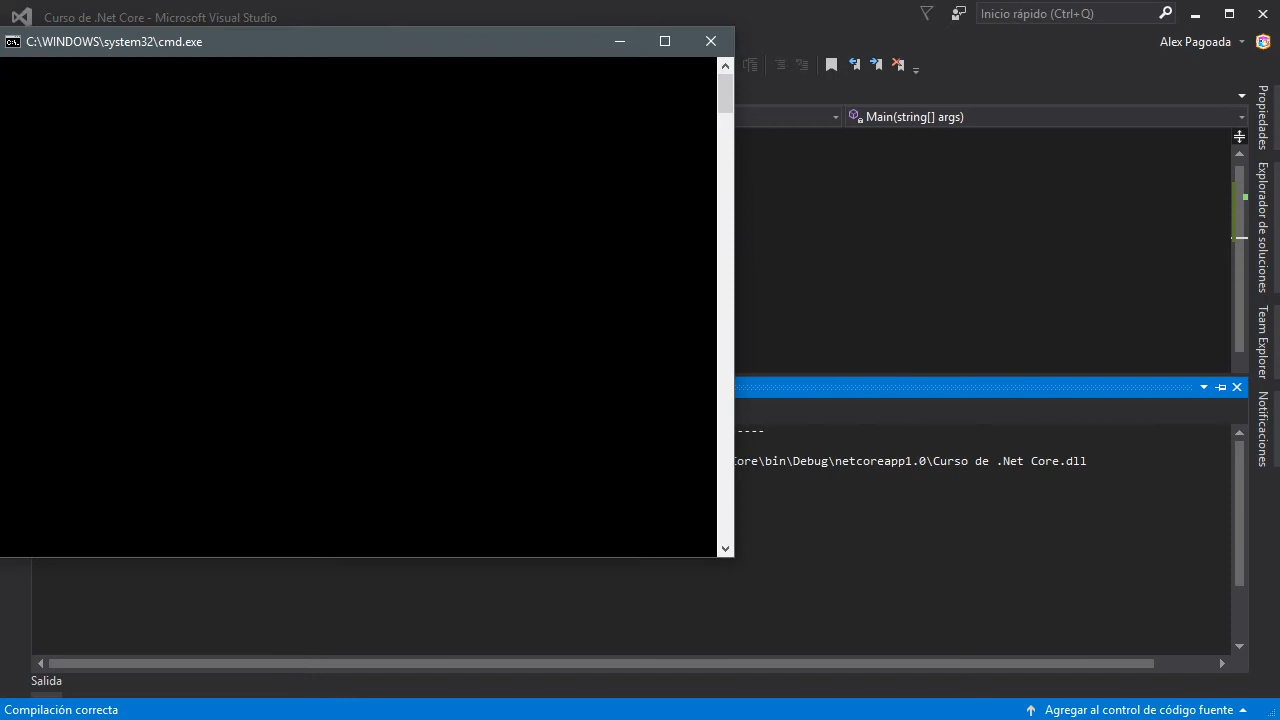 Curso de .Net Core - Microsoft Visual Studio
Inicio rápido (Ctrl+Q)
C:\WINDOWS\system32\cmd.exe
Alex Pagoada
Main(string[] args)
Propiedades
Explorador de soluciones
Team Explorer
Notificaciones
----
Core\bin\Debug\netcoreapp1.0\Curso de .Net Core.dll
Salida
Compilación correcta
Agregar al control de código fuente